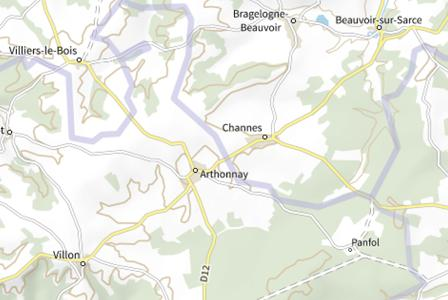 Bragelogne-
Beauvoir
Beauvoir-sur-Sarce
Villiers-le-Bois
Channes
t
Arthonnay
Panfol
Villon
D12